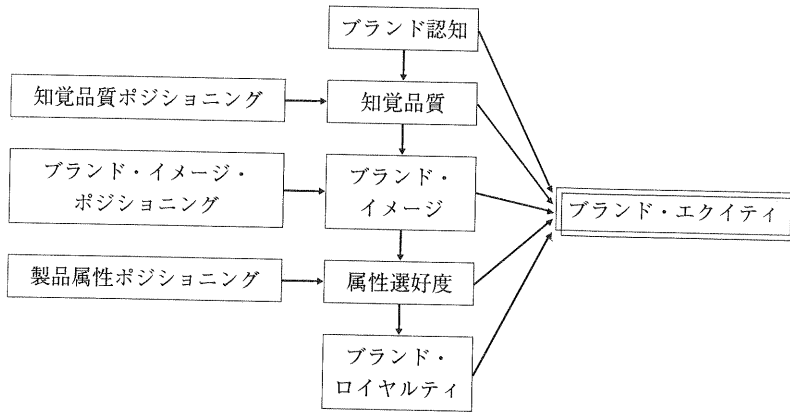 ブランド認知
知覚品質ポジショニング
知覚品質
ブランド・イメージ・
ポジショニング
ブランド・
イメージ
ブランド・エクイティ
製品属性ポジショニング
属性選好度
ブランド・
ロイヤルティ